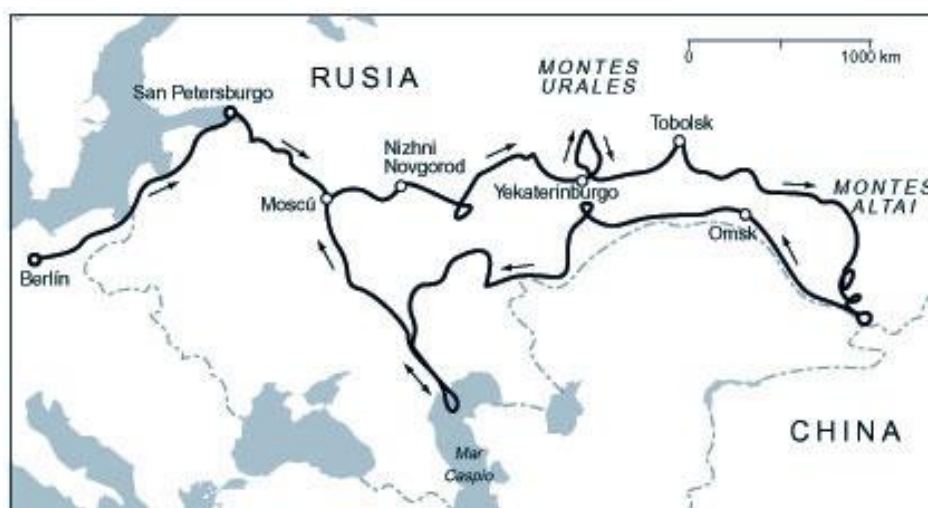 RUSIA
MONTES
URALES
0
1000 km
San Petersburgo
Tobolsk
Nizhni
Novgorod
Moscú
Yekaterinburgo
MONTES
ALTAI
Omsk
Berlín
Mar
Caspio
CHINA